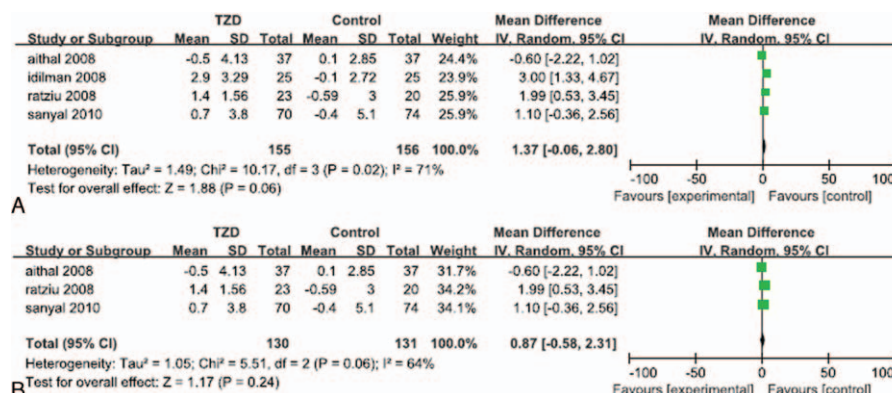 TZD Control Mean Difference Mean Difference
Study or Subgroup Mean SD Total Mean SD Total Weight IV, Random, 95% CI IV, Random, 95% CI
aithal 2008 -0.5 4.13 37 0.1 2.85 37 24.4% -0.60 [-2.22, 1.02]
idilman 2008 2.9 3.29 25 -0.1 2.72 25 23.9% 3.00 [1.33, 4.67]
ratziu 2008 1.4 1.56 23 -0.59 3 20 25.9% 1.99 [0.53, 3.45]
sanyal 2010 0.7 3.8 70 -0.4 5.1 74 25.9% 1.10 [-0.36, 2.56]
Total (95% CI) 155 156 100.0% 1.37 [-0.06, 2.80]
Heterogeneity: Tau² = 1.49; Chi² = 10.17, df = 3 (P = 0.02); I² = 71%
Test for overall effect: Z = 1.88 (P = 0.06)
-100 -50 0 50 100
Favours [experimental] Favours [control]
A
TZD Control Mean Difference Mean Difference
Study or Subgroup Mean SD Total Mean SD Total Weight IV, Random, 95% CI IV, Random, 95% CI
aithal 2008 -0.5 4.13 37 0.1 2.85 37 31.7% -0.60 [-2.22, 1.02]
ratziu 2008 1.4 1.56 23 -0.59 3 20 34.2% 1.99 [0.53, 3.45]
sanyal 2010 0.7 3.8 70 -0.4 5.1 74 34.1% 1.10 [-0.36, 2.56]
Total (95% CI) 130 131 100.0% 0.87 [-0.58, 2.31]
Heterogeneity: Tau² = 1.05; Chi² = 5.51, df = 2 (P = 0.06); I² = 64%
Test for overall effect: Z = 1.17 (P = 0.24)
-100 -50 0 50 100
Favours [experimental] Favours [control]
B